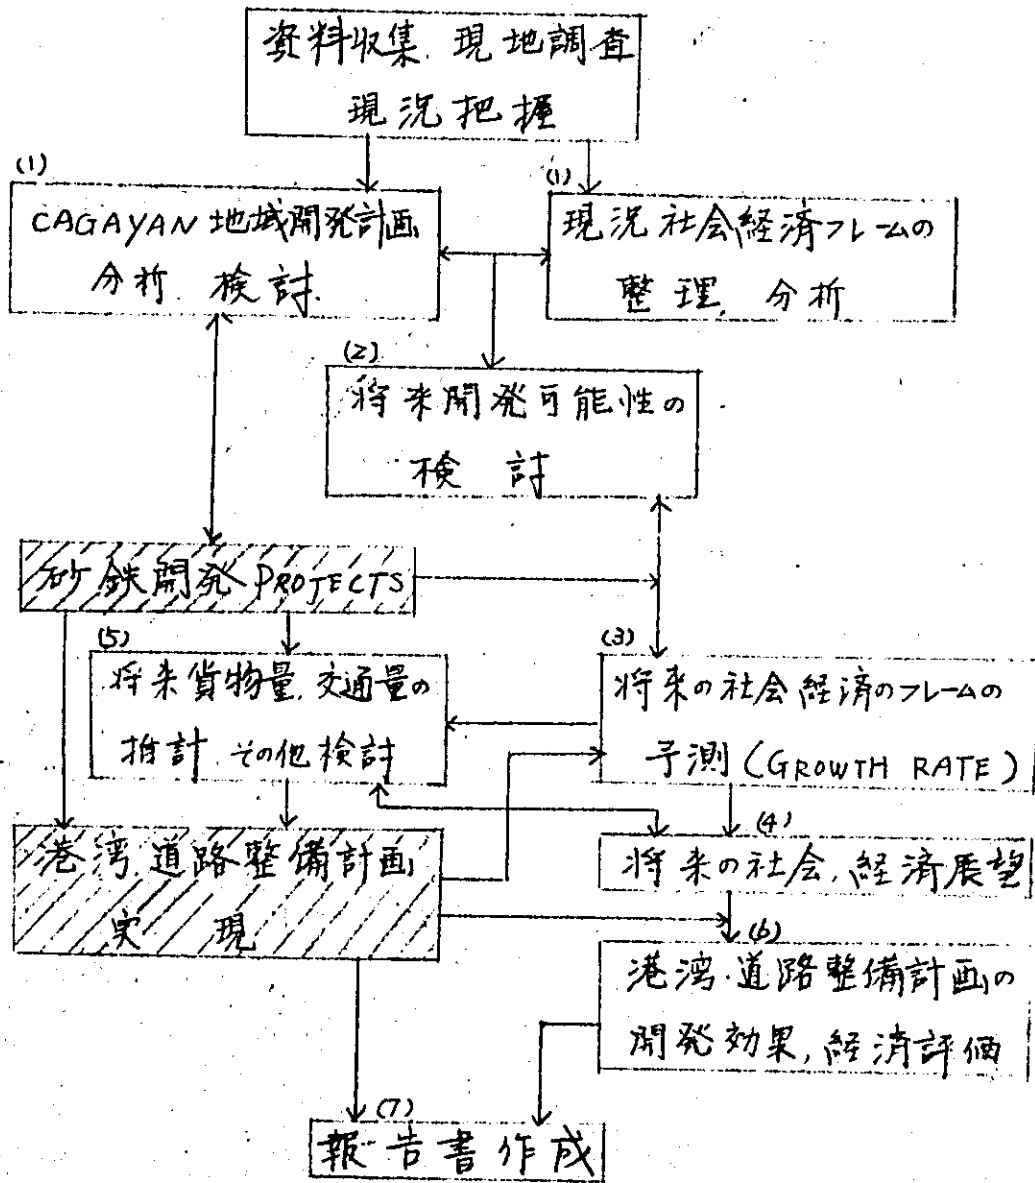 資料収集.現地調査
現況把握
(1)
CAGAYAN 地域開発計画
分析.検討.
(1)
現況社会経済フレームの
整理,分析
(2)
将来開発可能性の
検 討
砂鉄開発 PROJECTS
(5)
将来貨物量.交通量の
推計.その他検討
(3)
将来の社会経済のフレームの
予測(GROWTH RATE)
港湾.道路整備計画
実 現
(4)
将来の社会,経済展望
(6)
港湾・道路整備計画の
開発効果,経済評価
(7)
報告書作成